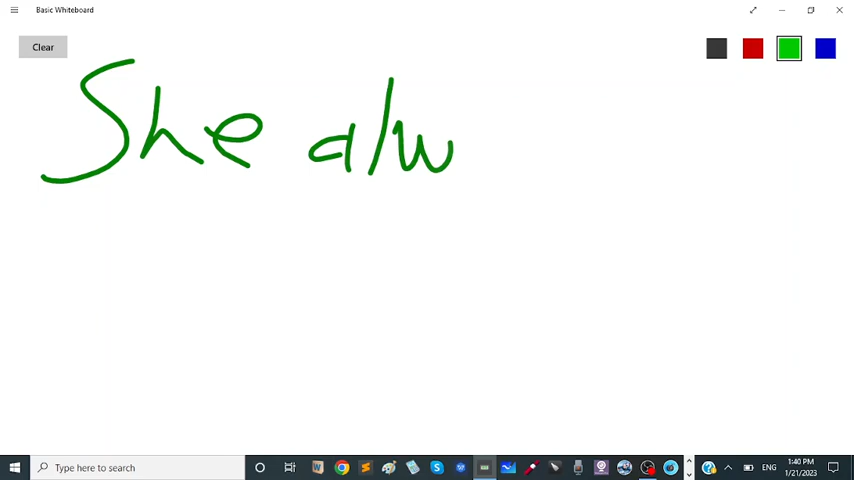 Basic Whiteboard
Clear
She alw
Type here to search
ENG
1:40 PM
1/21/2023